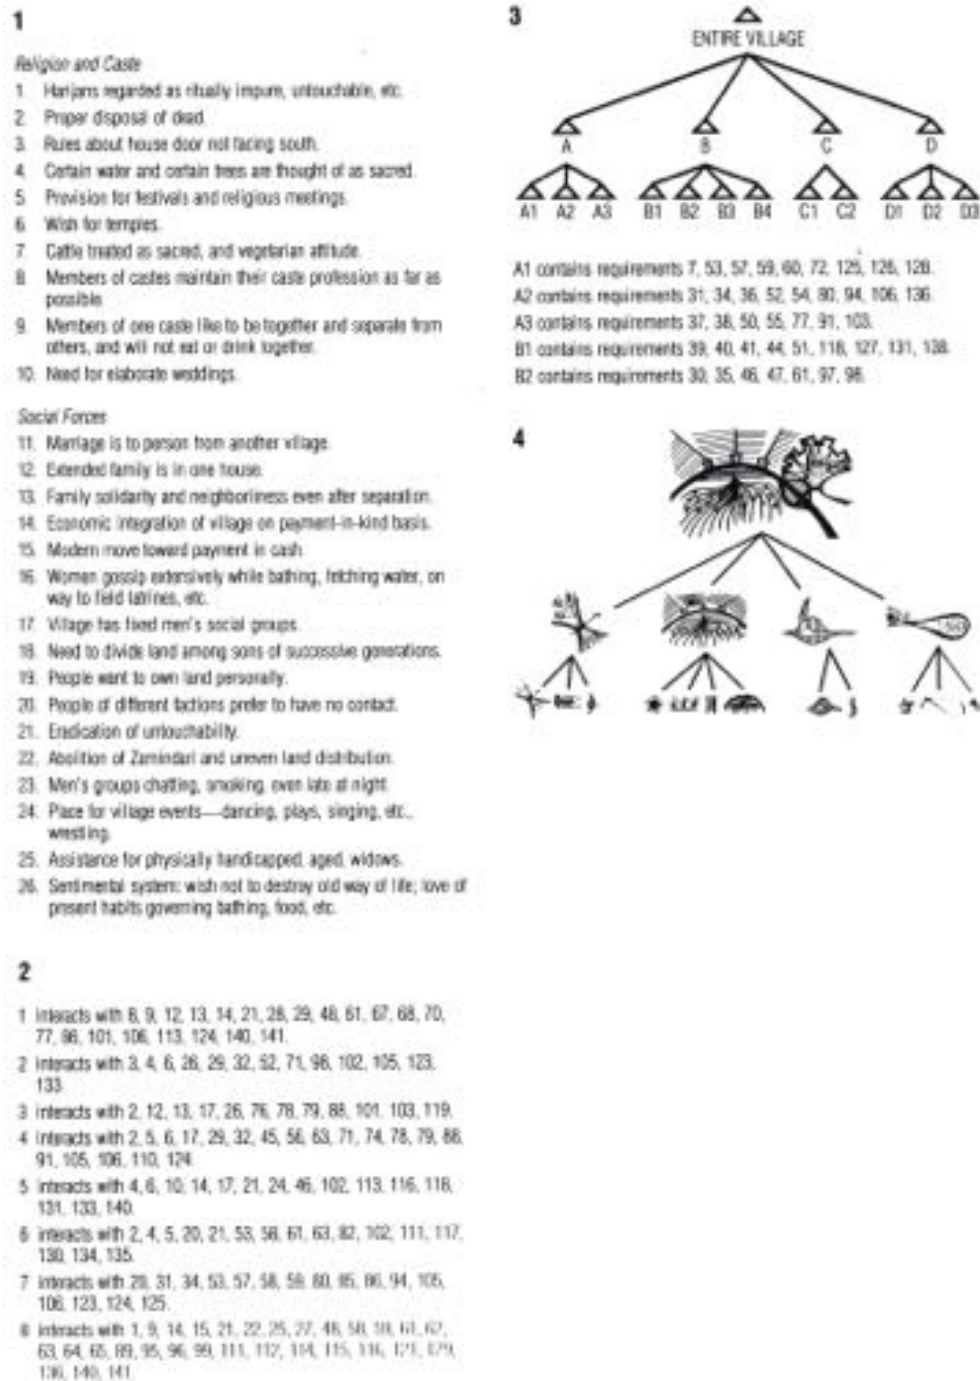 1
Religion and Caste
1 Harijans regarded as ritually impure, untouchable, etc.
2 Proper disposal of dead.
3. Rules about house door not facing south.
4. Certain water and certain trees are thought of as sacred.
5. Provision for festivals and religious meetings.
6. Wish for temples.
7. Cattle treated as sacred, and vegetarian attitude.
8. Members of castes maintain their caste profession as far as
possible.
9. Members of one caste like to be together and separate from
others, and will not eat or drink together.
10. Need for elaborate weddings.
Social Forces
11. Marriage is to person from another village.
12. Extended family is in one house.
13. Family solidarity and neighborliness even after separation.
14. Economic integration of village on payment-in-kind basis.
15. Modern move toward payment in cash.
16. Women gossip extensively while bathing, fetching water, on
way to field latrines, etc.
17. Village has fixed men's social groups.
18. Need to divide land among sons of successive generations.
19. People want to own land personally.
20. People of different factions prefer to have no contact.
21. Eradication of untouchability.
22. Abolition of Zamindari and uneven land distribution.
23. Men's groups chatting, smoking, even late at night.
24. Place for village events—dancing, plays, singing, etc.,
wrestling.
25. Assistance for physically handicapped, aged, widows.
26. Sentimental system: wish not to destroy old way of life; love of
present habits governing bathing, food, etc.
2
1 interacts with 8, 9, 12, 13, 14, 21, 28, 29, 48, 61, 67, 68, 70,
77, 86, 101, 106, 113, 124, 140, 141.
2 interacts with 3, 4, 6, 26, 29, 32, 52, 71, 98, 102, 105, 123,
133.
3 interacts with 2, 12, 13, 17, 26, 76, 78, 79, 88, 101, 103, 119.
4 interacts with 2, 5, 6, 17, 29, 32, 45, 56, 63, 71, 74, 78, 79, 88,
91, 105, 106, 110, 124.
5 interacts with 4, 6, 10, 14, 17, 21, 24, 46, 102, 113, 116, 118,
131, 133, 140.
6 interacts with 2, 4, 5, 20, 21, 53, 58, 61, 63, 82, 102, 111, 117,
130, 134, 135.
7 interacts with 20, 31, 34, 53, 57, 58, 59, 80, 85, 86, 94, 105,
106, 123, 124, 125.
8 interacts with 1, 9, 14, 15, 21, 22, 25, 27, 48, 58, 59, 61, 62,
63, 64, 65, 89, 95, 96, 99, 111, 112, 114, 115, 116, 121, 129,
136, 140, 141.
3
ENTIRE VILLAGE
A B C D
A1 A2 A3 B1 B2 B3 B4 C1 C2 D1 D2 D3
A1 contains requirements 7, 53, 57, 59, 60, 72, 125, 126, 128.
A2 contains requirements 31, 34, 36, 52, 54, 80, 94, 106, 136.
A3 contains requirements 37, 38, 50, 55, 77, 91, 103.
B1 contains requirements 39, 40, 41, 44, 51, 118, 127, 131, 138.
B2 contains requirements 30, 35, 46, 47, 61, 97, 98.
4